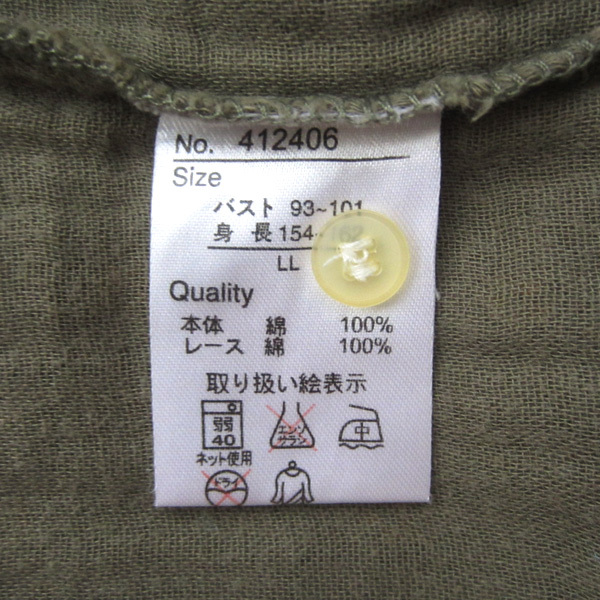 No. 412406
Size
バスト 93~101
身 長 154~162
LL
Quality
本体 綿 100%
レース 綿 100%
取り扱い絵表示
弱 40 エンソ サラシ 中
ネット使用
ドライ